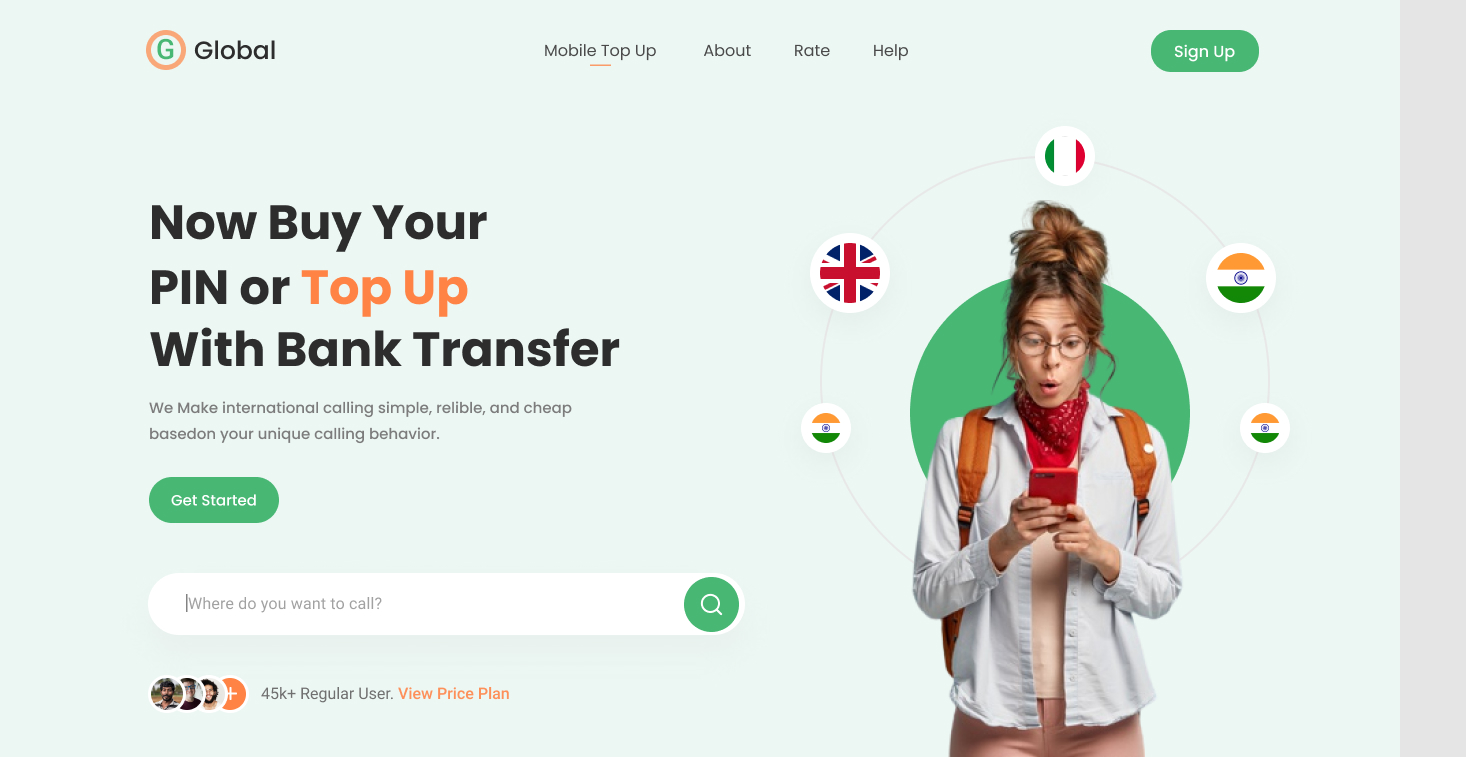 G Global
Mobile Top Up
About
Rate
Help
Sign Up
Now Buy Your
PIN or Top Up
With Bank Transfer
We Make international calling simple, relible, and cheap
basedon your unique calling behavior.
Get Started
Where do you want to call?
+
45k+ Regular User. View Price Plan